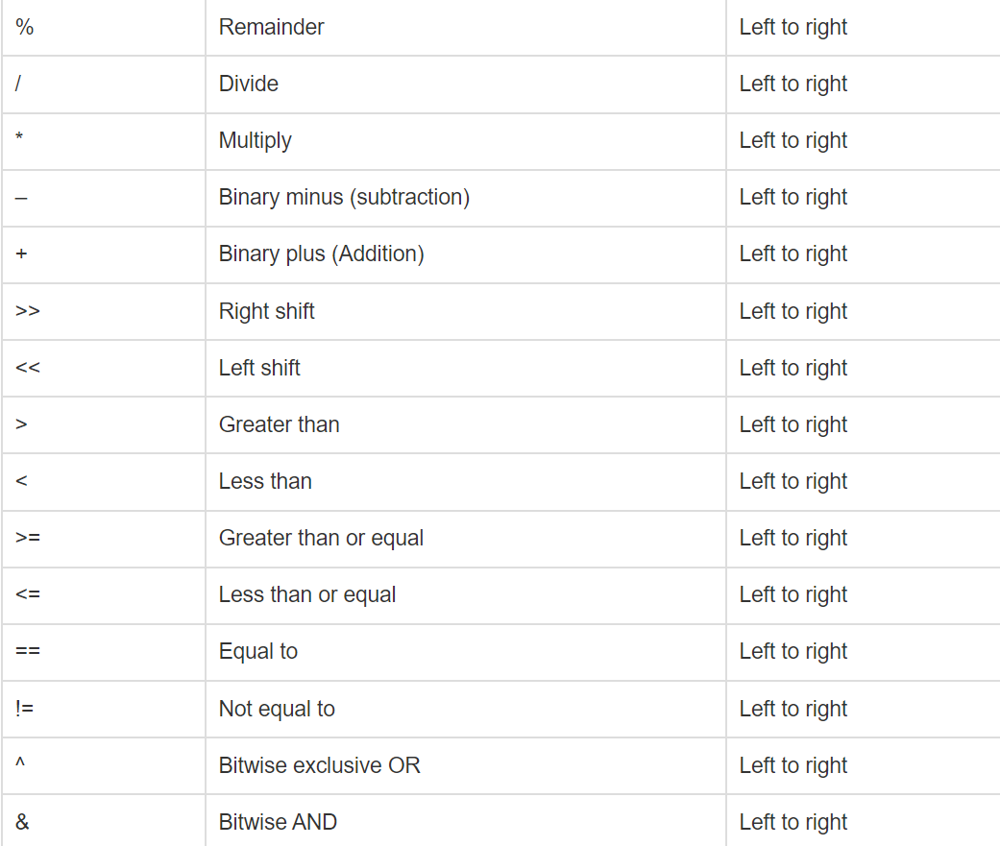 % Remainder Left to right
/ Divide Left to right
* Multiply Left to right
– Binary minus (subtraction) Left to right
+ Binary plus (Addition) Left to right
>> Right shift Left to right
<< Left shift Left to right
> Greater than Left to right
< Less than Left to right
>= Greater than or equal Left to right
<= Less than or equal Left to right
== Equal to Left to right
!= Not equal to Left to right
^ Bitwise exclusive OR Left to right
& Bitwise AND Left to right